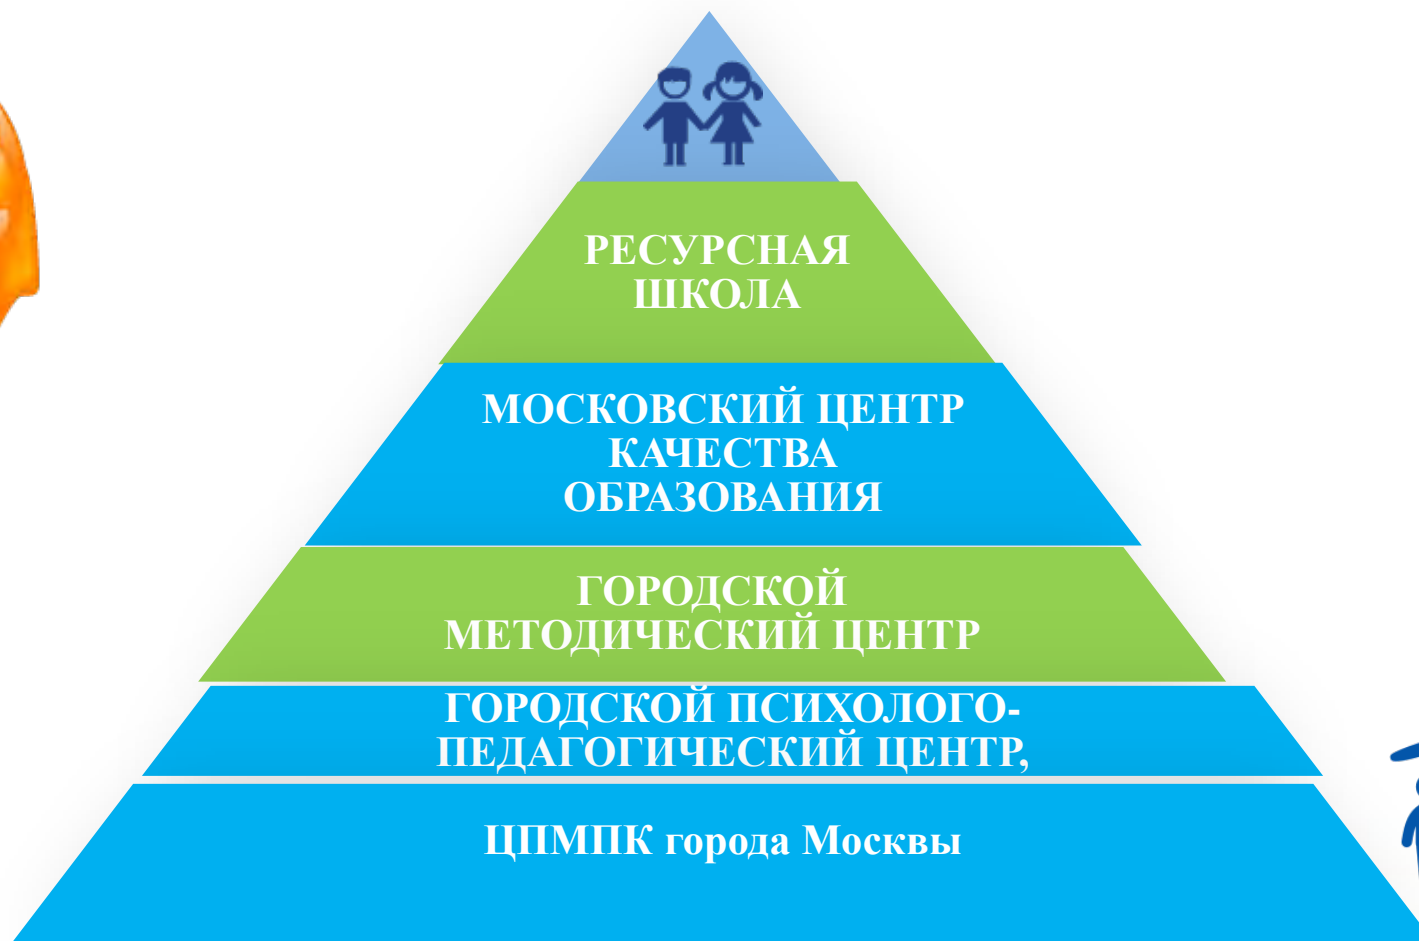 РЕСУРСНАЯ
ШКОЛА
МОСКОВСКИЙ ЦЕНТР
КАЧЕСТВА
ОБРАЗОВАНИЯ
ГОРОДСКОЙ
МЕТОДИЧЕСКИЙ ЦЕНТР
ГОРОДСКОЙ ПСИХОЛОГО-
ПЕДАГОГИЧЕСКИЙ ЦЕНТР,
ЦПМПК города Москвы